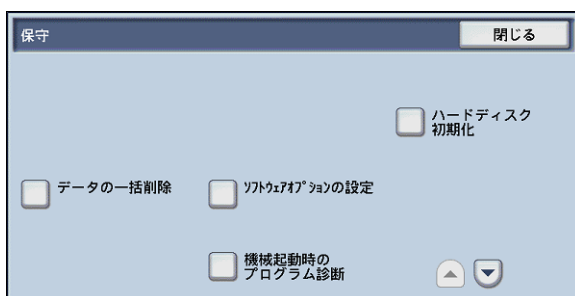 保守
閉じる
ハードディスク
初期化
データの一括削除
ｿﾌﾄｳｪｱｵﾌﾟｼｮﾝの設定
機械起動時の
プログラム診断